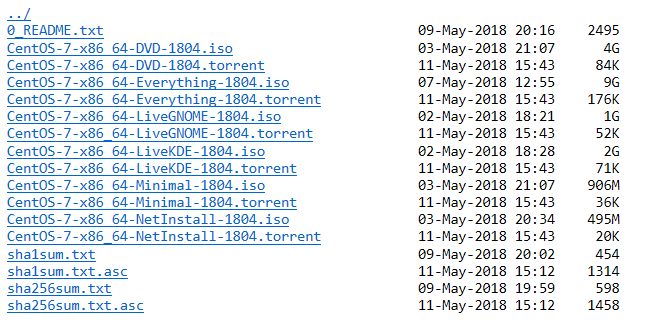 ../
0_README.txt 09-May-2018 20:16 2495
CentOS-7-x86_64-DVD-1804.iso 03-May-2018 21:07 4G
CentOS-7-x86_64-DVD-1804.torrent 11-May-2018 15:43 84K
CentOS-7-x86_64-Everything-1804.iso 07-May-2018 12:55 9G
CentOS-7-x86_64-Everything-1804.torrent 11-May-2018 15:43 176K
CentOS-7-x86_64-LiveGNOME-1804.iso 02-May-2018 18:21 1G
CentOS-7-x86_64-LiveGNOME-1804.torrent 11-May-2018 15:43 52K
CentOS-7-x86_64-LiveKDE-1804.iso 02-May-2018 18:28 2G
CentOS-7-x86_64-LiveKDE-1804.torrent 11-May-2018 15:43 71K
CentOS-7-x86_64-Minimal-1804.iso 03-May-2018 21:07 906M
CentOS-7-x86_64-Minimal-1804.torrent 11-May-2018 15:43 36K
CentOS-7-x86_64-NetInstall-1804.iso 03-May-2018 20:34 495M
CentOS-7-x86_64-NetInstall-1804.torrent 11-May-2018 15:43 20K
sha1sum.txt 09-May-2018 20:02 454
sha1sum.txt.asc 11-May-2018 15:12 1314
sha256sum.txt 09-May-2018 19:59 598
sha256sum.txt.asc 11-May-2018 15:12 1458